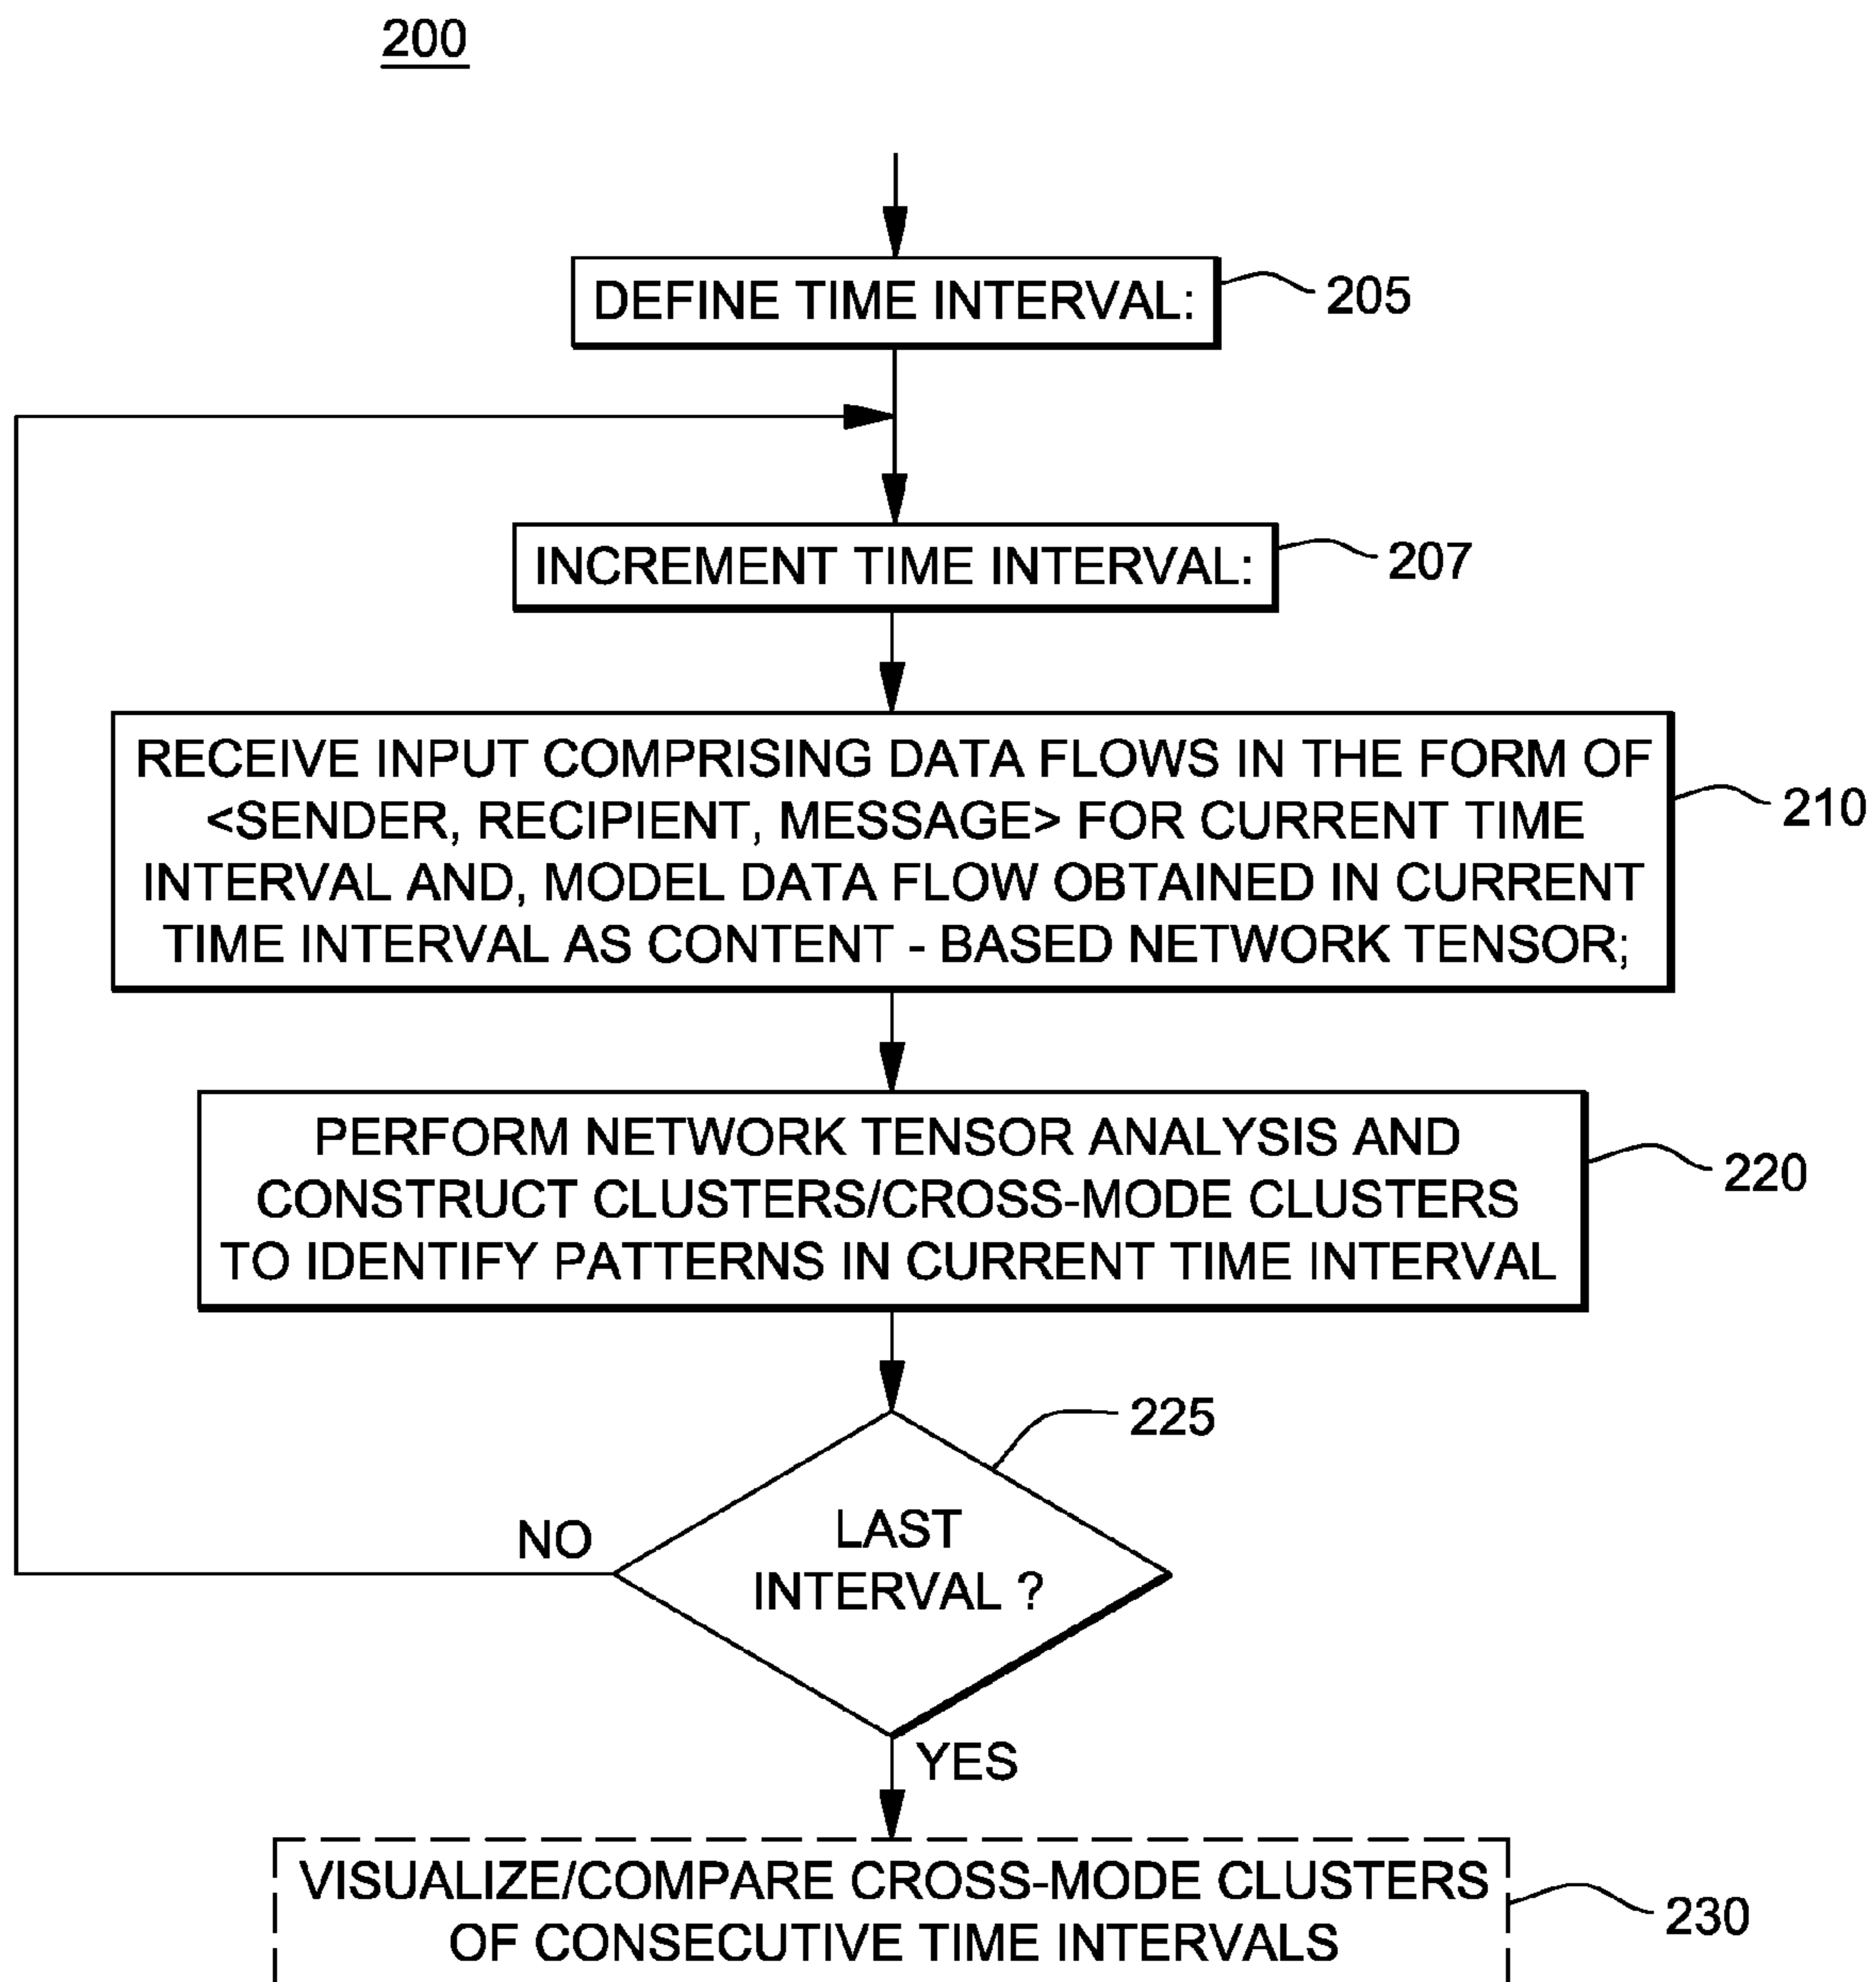 200
DEFINE TIME INTERVAL:
205
INCREMENT TIME INTERVAL:
207
RECEIVE INPUT COMPRISING DATA FLOWS IN THE FORM OF
<SENDER, RECIPIENT, MESSAGE> FOR CURRENT TIME
INTERVAL AND, MODEL DATA FLOW OBTAINED IN CURRENT
TIME INTERVAL AS CONTENT - BASED NETWORK TENSOR;
210
PERFORM NETWORK TENSOR ANALYSIS AND
CONSTRUCT CLUSTERS/CROSS-MODE CLUSTERS
TO IDENTIFY PATTERNS IN CURRENT TIME INTERVAL
220
225
LAST
INTERVAL ?
NO
YES
VISUALIZE/COMPARE CROSS-MODE CLUSTERS
OF CONSECUTIVE TIME INTERVALS
230